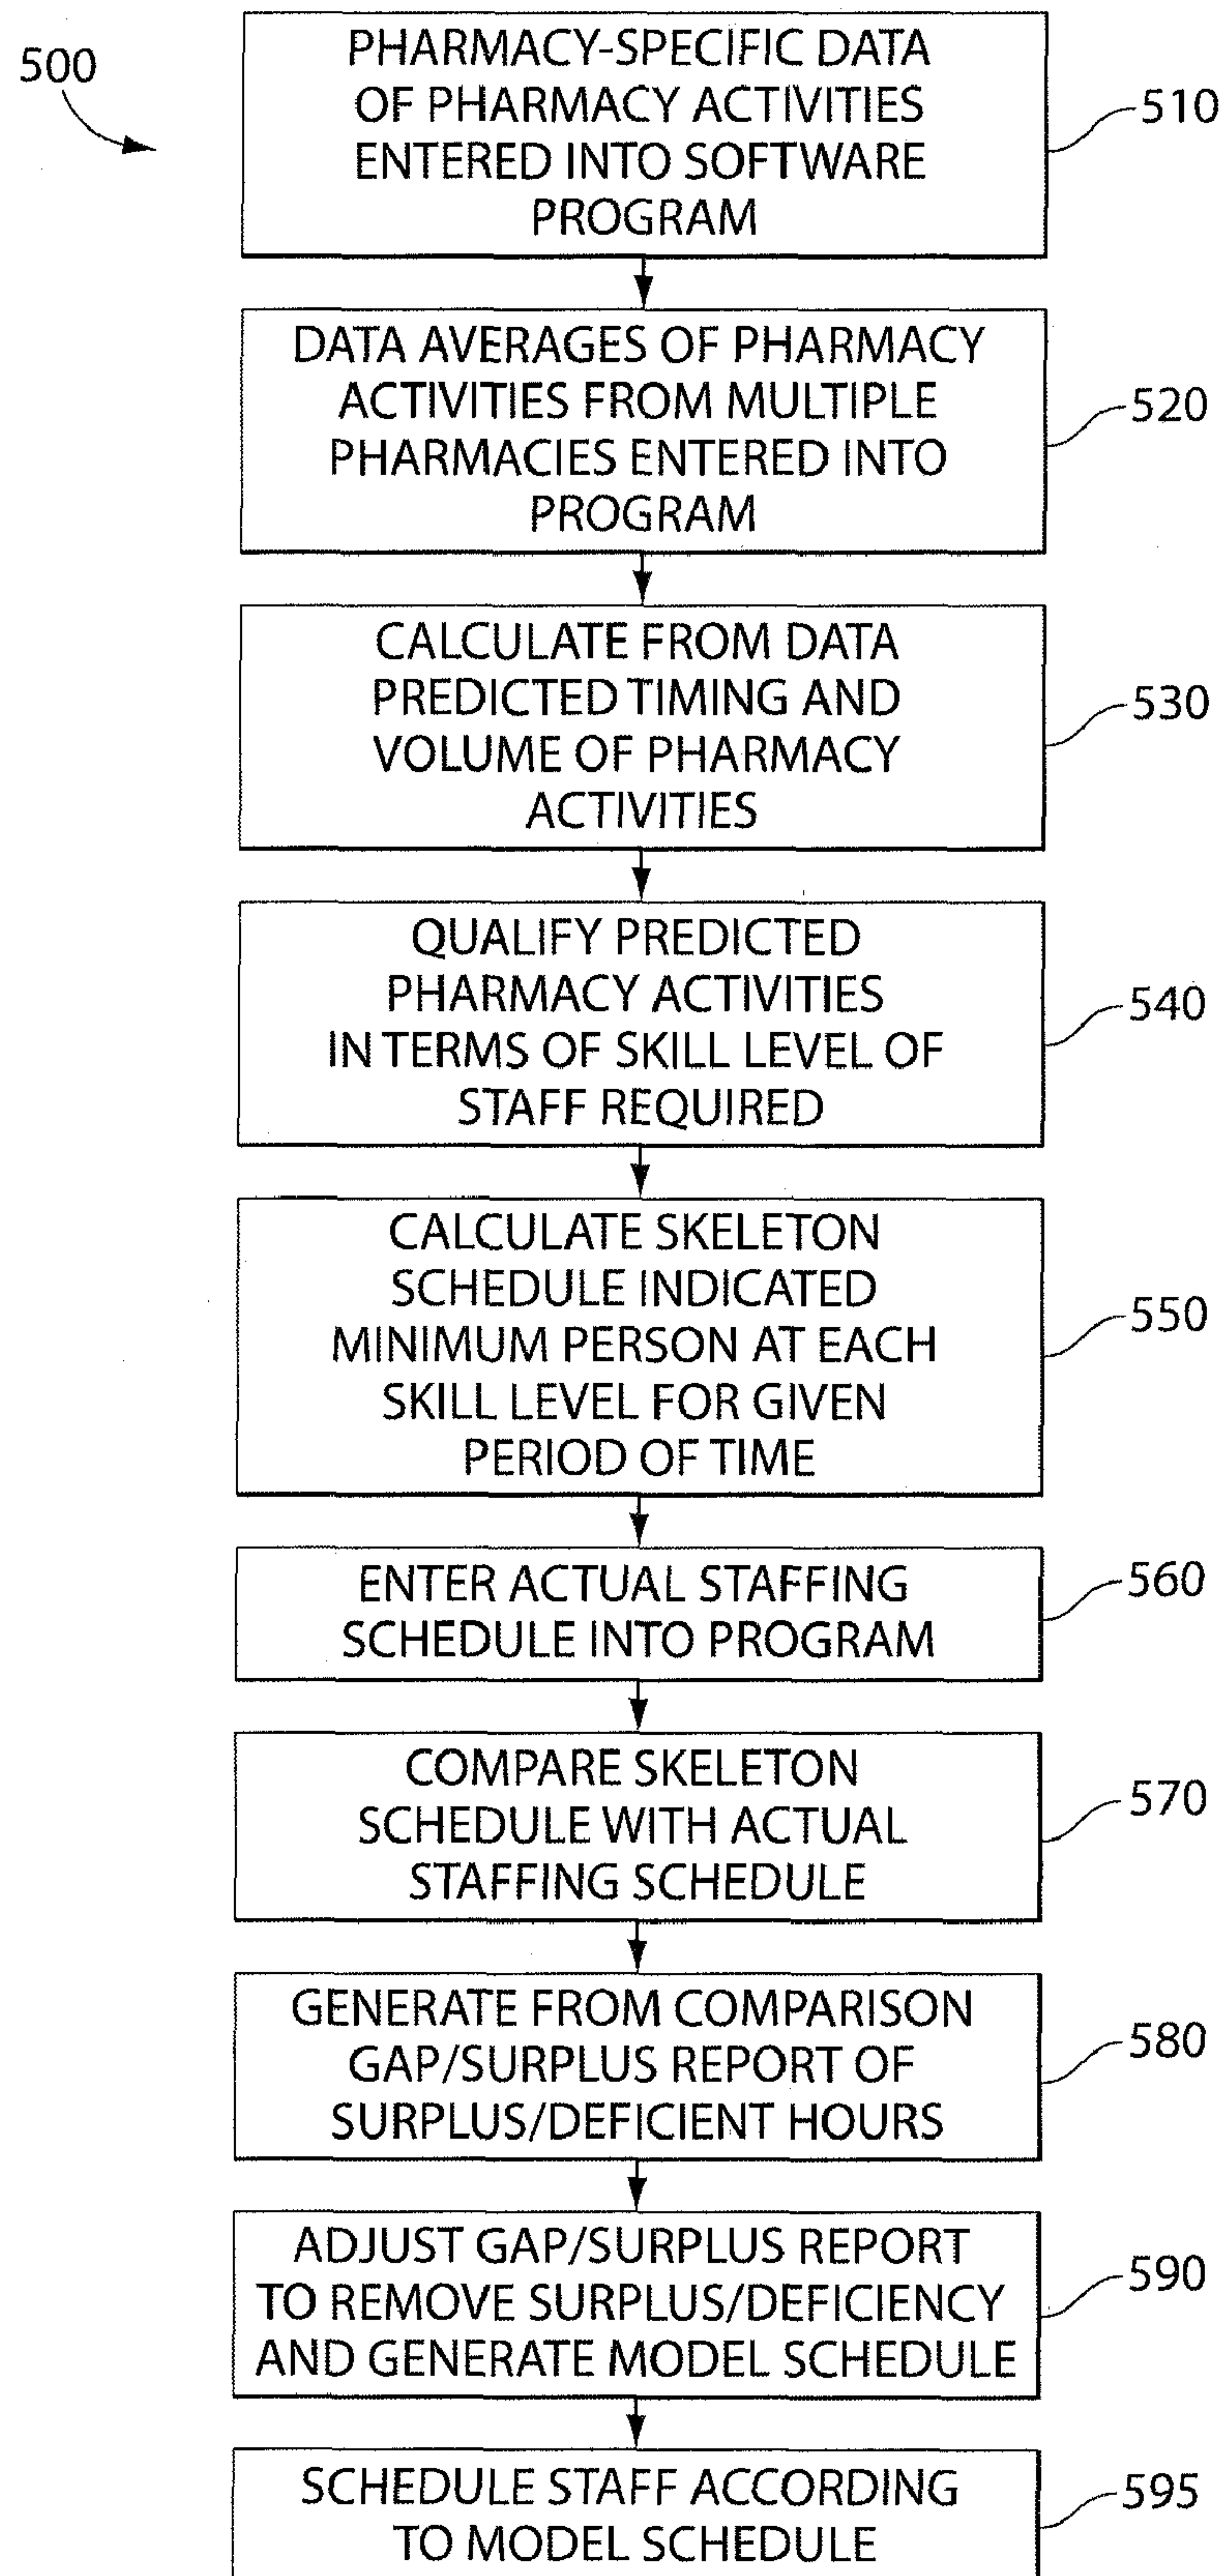 500
PHARMACY-SPECIFIC DATA
OF PHARMACY ACTIVITIES
ENTERED INTO SOFTWARE
PROGRAM
510
DATA AVERAGES OF PHARMACY
ACTIVITIES FROM MULTIPLE
PHARMACIES ENTERED INTO
PROGRAM
520
CALCULATE FROM DATA
PREDICTED TIMING AND
VOLUME OF PHARMACY
ACTIVITIES
530
QUALIFY PREDICTED
PHARMACY ACTIVITIES
IN TERMS OF SKILL LEVEL OF
STAFF REQUIRED
540
CALCULATE SKELETON
SCHEDULE INDICATED
MINIMUM PERSON AT EACH
SKILL LEVEL FOR GIVEN
PERIOD OF TIME
550
ENTER ACTUAL STAFFING
SCHEDULE INTO PROGRAM
560
COMPARE SKELETON
SCHEDULE WITH ACTUAL
STAFFING SCHEDULE
570
GENERATE FROM COMPARISON
GAP/SURPLUS REPORT OF
SURPLUS/DEFICIENT HOURS
580
ADJUST GAP/SURPLUS REPORT
TO REMOVE SURPLUS/DEFICIENCY
AND GENERATE MODEL SCHEDULE
590
SCHEDULE STAFF ACCORDING
TO MODEL SCHEDULE
595